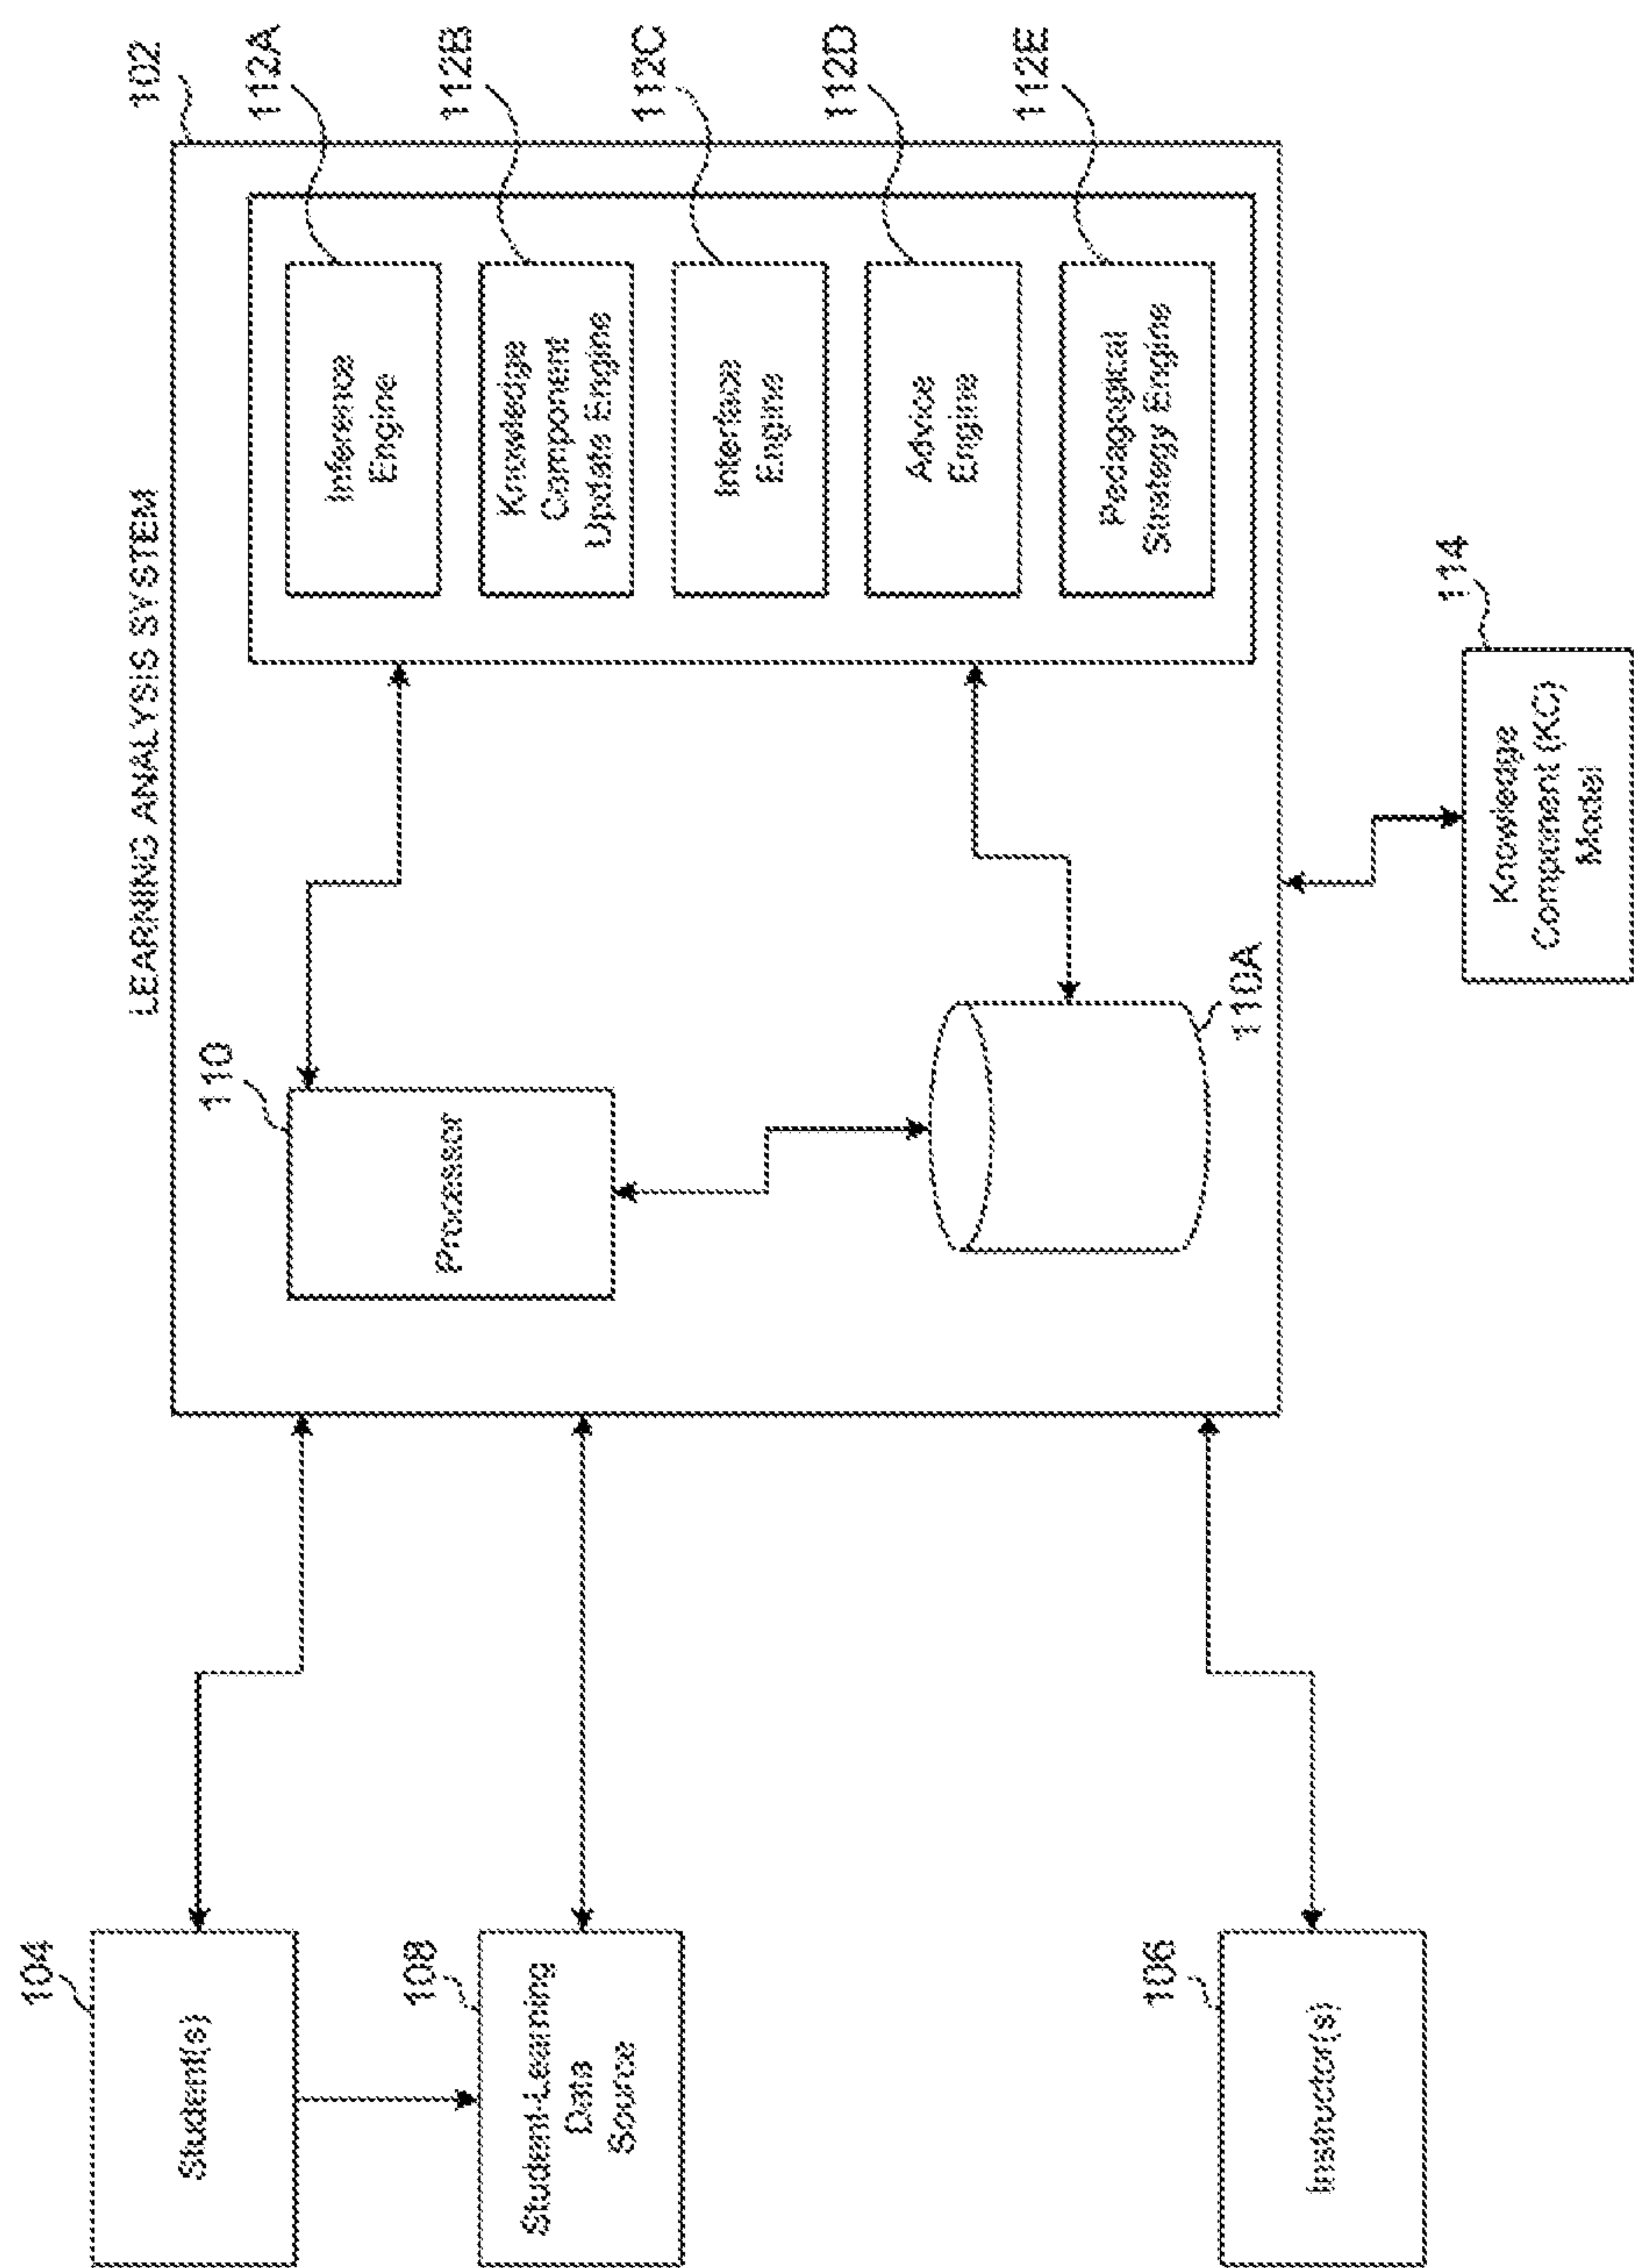 LEARNING ANALYSIS SYSTEM
102
104
Student(s)
108
Student-Learning
Data
Source
106
Instructor(s)
110
Processor
110A
112A
Inference
Engine
112B
Knowledge
Component
Update Engine
112C
Interface
Engine
112D
Advice
Engine
112E
Pedagogical
Strategy Engine
114
Knowledge
Component (KC)
Model